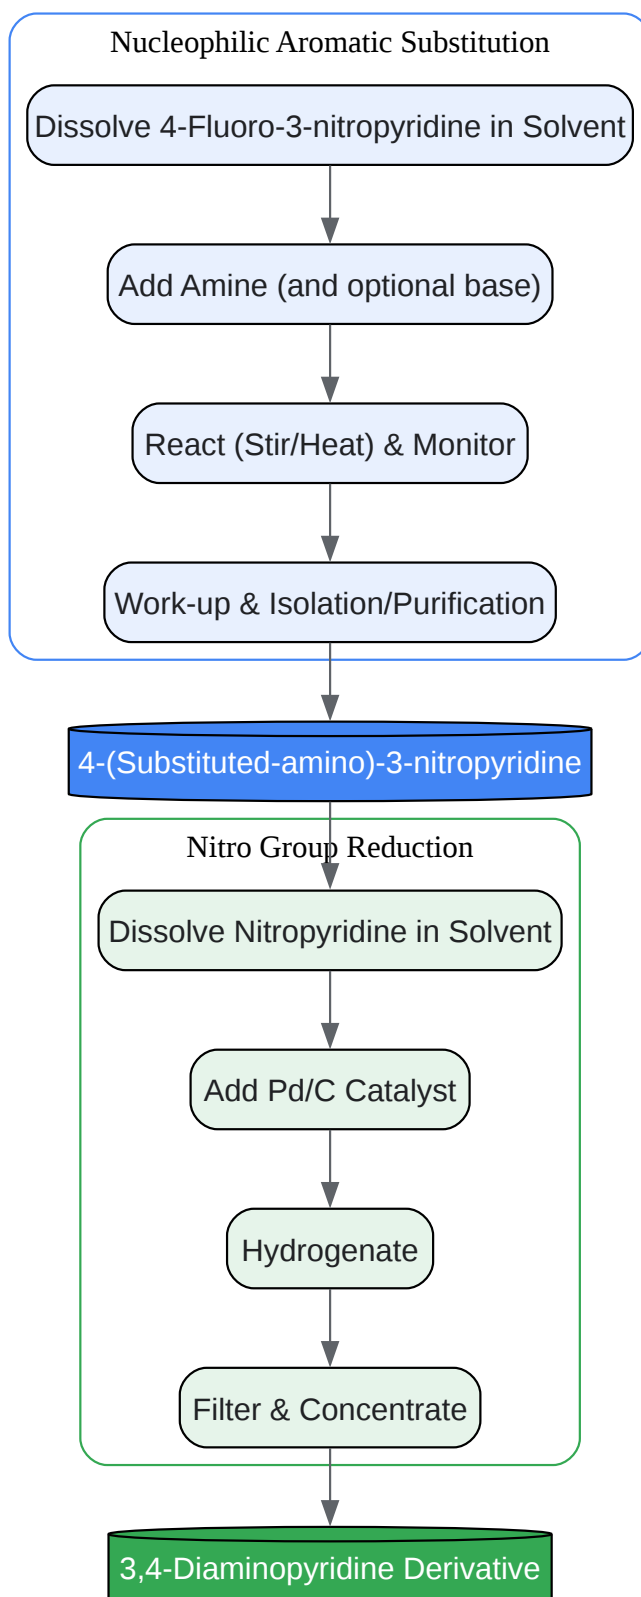 Nucleophilic Aromatic Substitution
Dissolve 4-Fluoro-3-nitropyridine in Solvent
Add Amine (and optional base)
React (Stir/Heat) & Monitor
Work-up & Isolation/Purification
4-(Substituted-amino)-3-nitropyridine
Nitro Group Reduction
Dissolve Nitropyridine in Solvent
Add Pd/C Catalyst
Hydrogenate
Filter & Concentrate
3,4-Diaminopyridine Derivative